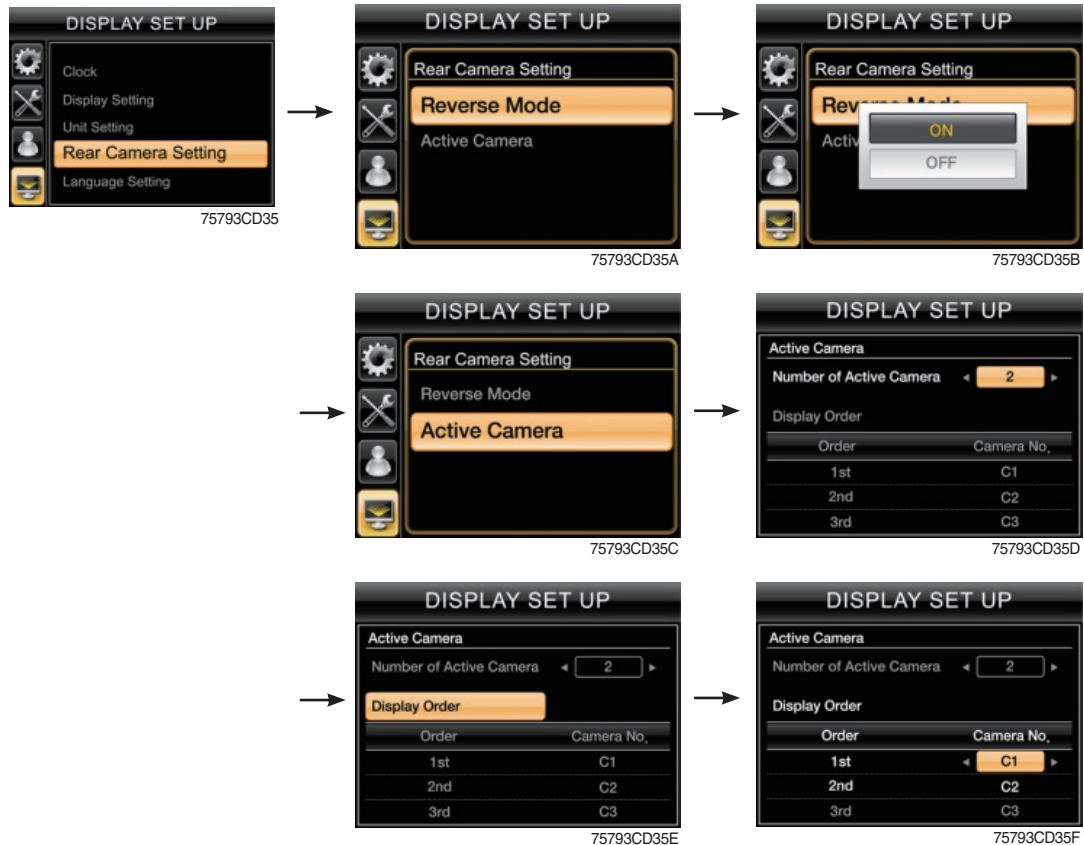 DISPLAY SET UP
Clock
Display Setting
Unit Setting
Rear Camera Setting
Language Setting
75793CD35
DISPLAY SET UP
Rear Camera Setting
Reverse Mode
Active Camera
75793CD35A
DISPLAY SET UP
Rear Camera Setting
Reverse Mode
Activ
ON
OFF
75793CD35B
DISPLAY SET UP
Rear Camera Setting
Reverse Mode
Active Camera
75793CD35C
DISPLAY SET UP
Active Camera
Number of Active Camera 2
Display Order
Order Camera No.
1st C1
2nd C2
3rd C3
75793CD35D
DISPLAY SET UP
Active Camera
Number of Active Camera 2
Display Order
Order Camera No.
1st C1
2nd C2
3rd C3
75793CD35E
DISPLAY SET UP
Active Camera
Number of Active Camera 2
Display Order
Order Camera No.
1st C1
2nd C2
3rd C3
75793CD35F